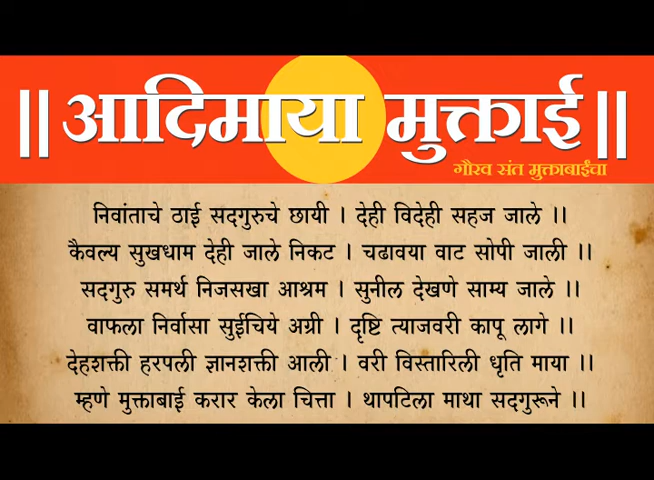 ॥ आदिमाया मुक्ताई ॥
गौरव संत मुक्ताबाईंचा
निवांताचे ठाई सदगुरुचे छायी । देही विदेही सहज जाले ।।
कैवल्य सुखधाम देही जाले निकट । चढावया वाट सोपी जाली ।।
सदगुरु समर्थ निजसखा आश्रम । सुनील देखणे साम्य जाले ।।
वाफला निर्वासा सुईचिये अग्री । दृष्टि त्याजवरी कापू लागे ।।
देहशक्ती हरपली ज्ञानशक्ती आली । वरी विस्तारिली धृति माया ।।
म्हणे मुक्ताबाई करार केला चित्ता । थापटिला माथा सदगुरूने ।।